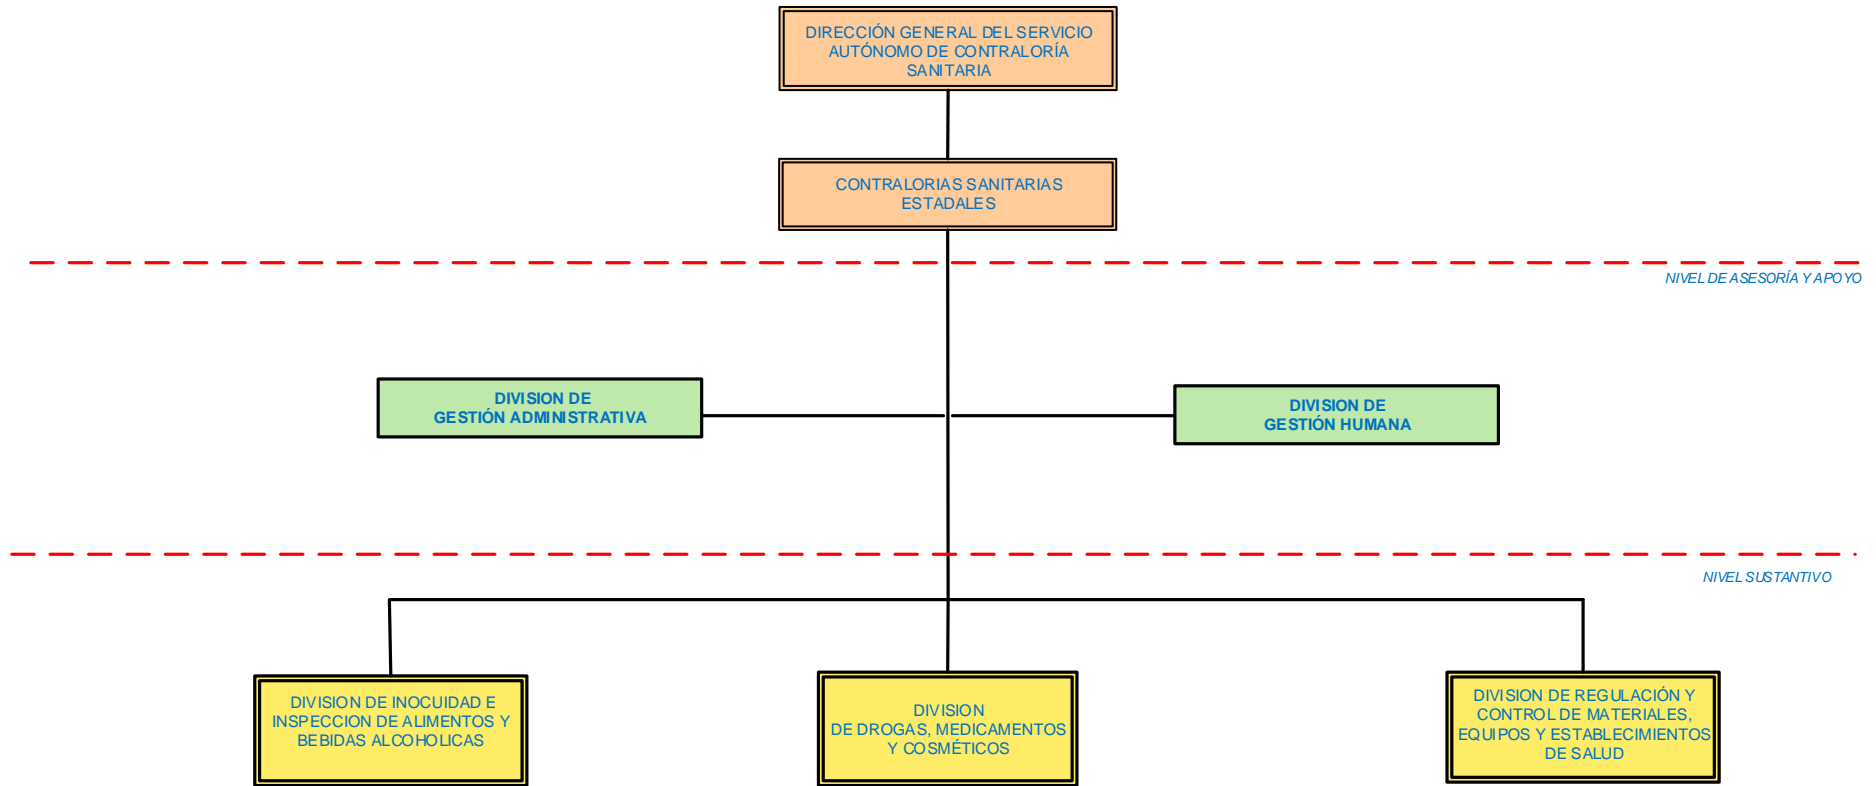 DIRECCIÓN GENERAL DEL SERVICIO
AUTÓNOMO DE CONTRALORÍA
SANITARIA
CONTRALORIAS SANITARIAS
ESTADALES
NIVEL DE ASESORÍA Y APOYO
DIVISION DE
GESTIÓN ADMINISTRATIVA
DIVISION DE
GESTIÓN HUMANA
NIVEL SUSTANTIVO
DIVISION DE INOCUIDAD E
INSPECCION DE ALIMENTOS Y
BEBIDAS ALCOHOLICAS
DIVISION
DE DROGAS, MEDICAMENTOS
Y COSMÉTICOS
DIVISION DE REGULACIÓN Y
CONTROL DE MATERIALES,
EQUIPOS Y ESTABLECIMIENTOS
DE SALUD